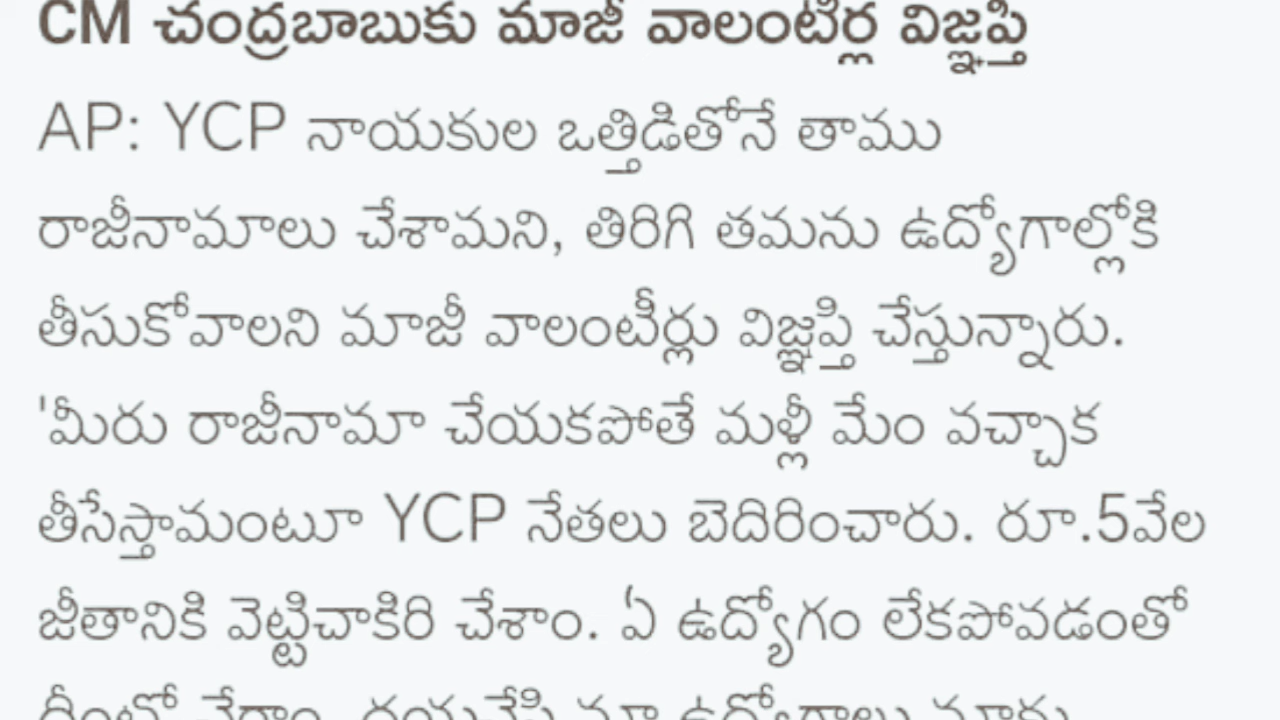 CM చంద్రబాబుకు మాజీ వాలంటీర్ల విజ్ఞప్తి
AP: YCP నాయకుల ఒత్తిడితోనే తాము
రాజీనామాలు చేశామని, తిరిగి తమను ఉద్యోగాల్లోకి
తీసుకోవాలని మాజీ వాలంటీర్లు విజ్ఞప్తి చేస్తున్నారు.
'మీరు రాజీనామా చేయకపోతే మళ్లీ మేం వచ్చాక
తీసేస్తామంటూ YCP నేతలు బెదిరించారు. రూ.5వేల
జీతానికి వెట్టిచాకిరి చేశాం. ఏ ఉద్యోగం లేకపోవడంతో